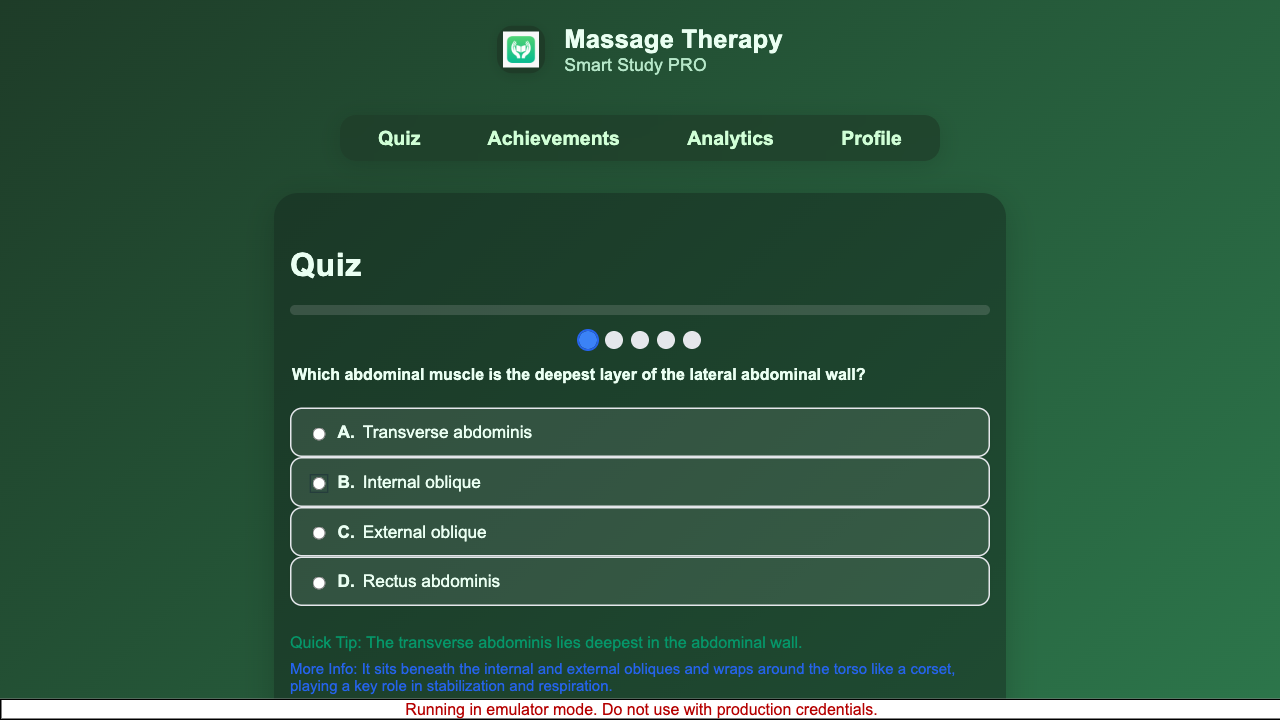 Massage Therapy
Smart Study PRO
Quiz
Achievements
Analytics
Profile
Quiz
Which abdominal muscle is the deepest layer of the lateral abdominal wall?
A. Transverse abdominis
B. Internal oblique
C. External oblique
D. Rectus abdominis
Quick Tip: The transverse abdominis lies deepest in the abdominal wall.
More Info: It sits beneath the internal and external obliques and wraps around the torso like a corset,
playing a key role in stabilization and respiration.
Running in emulator mode. Do not use with production credentials.